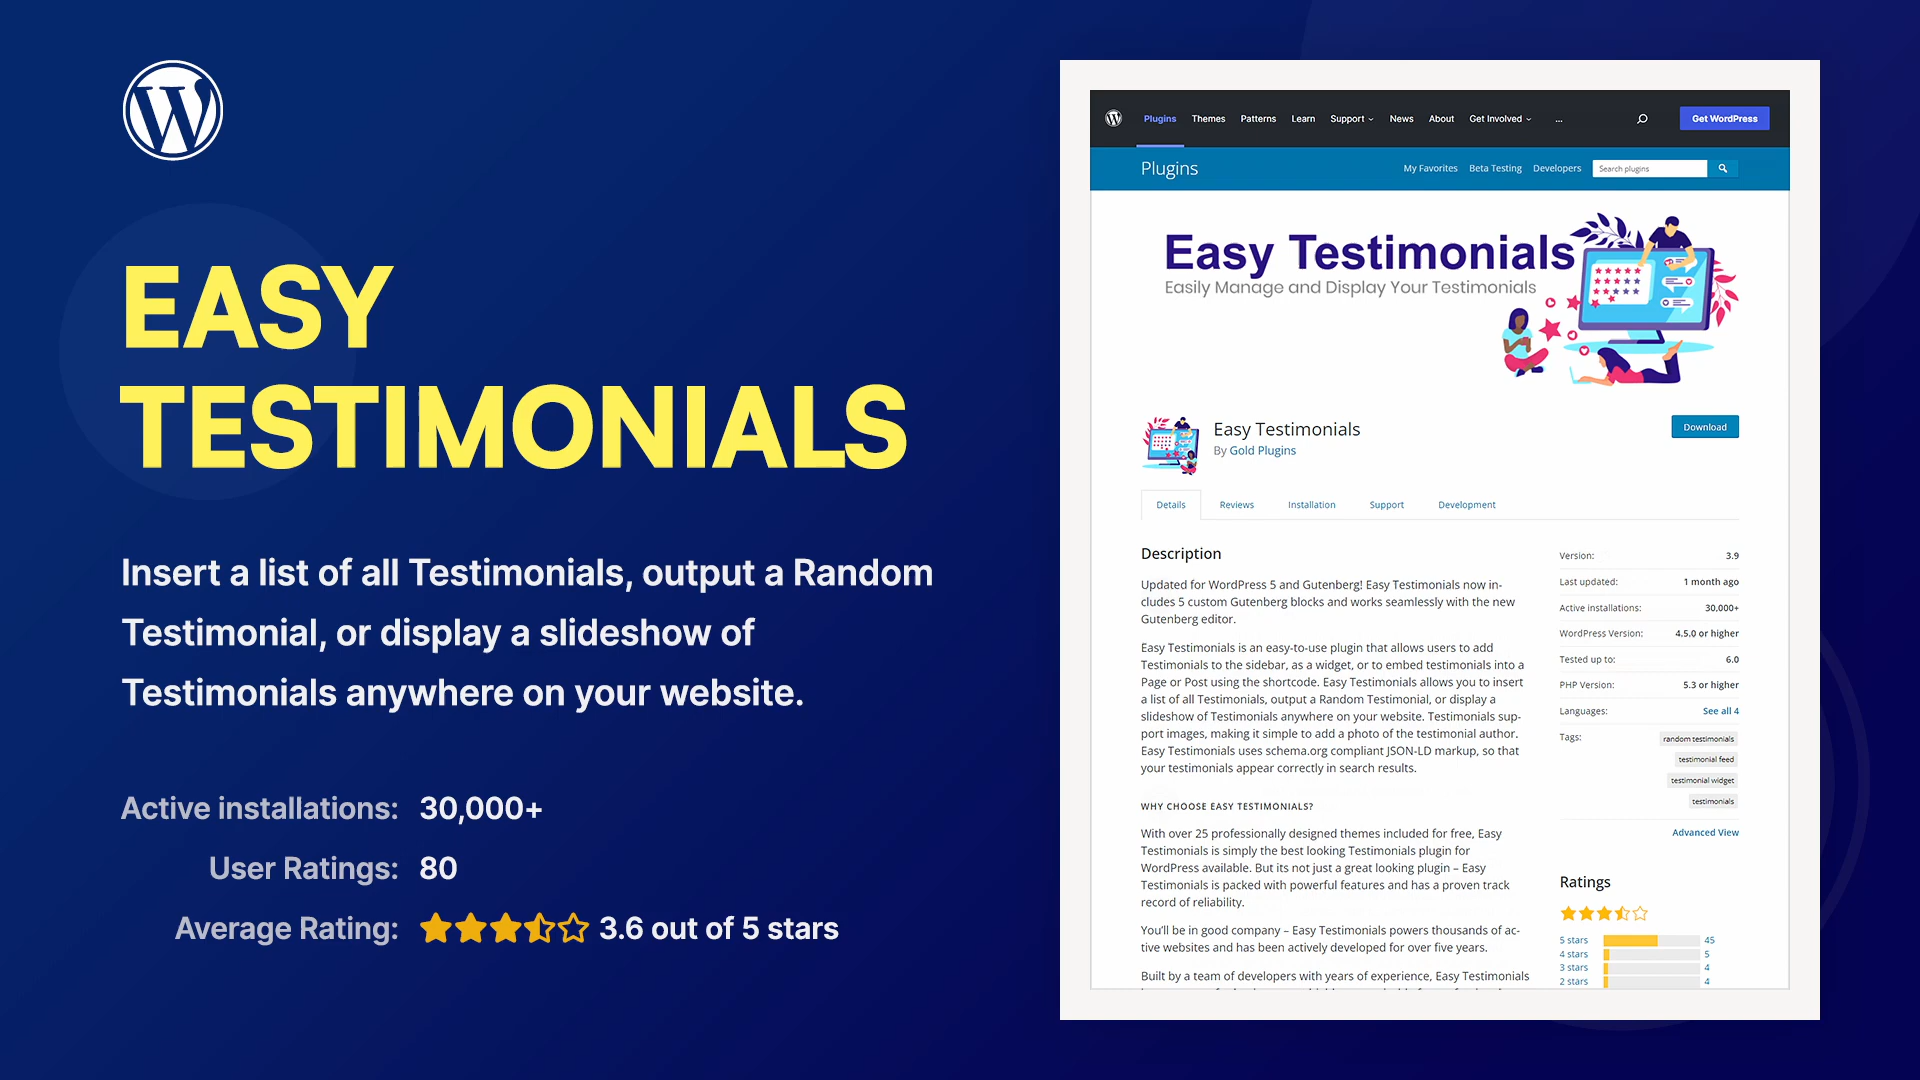 EASY
TESTIMONIALS
Insert a list of all Testimonials, output a Random
Testimonial, or display a slideshow of
Testimonials anywhere on your website.
Active installations: 30,000+
User Ratings: 80
Average Rating: 3.6 out of 5 stars
Plugins Themes Patterns Learn Support News About Get Involved ... Get WordPress
Plugins My Favorites Beta Testing Developers Search plugins
Easy Testimonials
Easily Manage and Display Your Testimonials
Easy Testimonials
By Gold Plugins
Download
Details Reviews Installation Support Development
Description
Updated for WordPress 5 and Gutenberg! Easy Testimonials now in-
cludes 5 custom Gutenberg blocks and works seamlessly with the new
Gutenberg editor.
Easy Testimonials is an easy-to-use plugin that allows users to add
Testimonials to the sidebar, as a widget, or to embed testimonials into a
Page or Post using the shortcode. Easy Testimonials allows you to insert
a list of all Testimonials, output a Random Testimonial, or display a
slideshow of Testimonials anywhere on your website. Testimonials sup-
port images, making it simple to add a photo of the testimonial author.
Easy Testimonials uses schema.org compliant JSON-LD markup, so that
your testimonials appear correctly in search results.
WHY CHOOSE EASY TESTIMONIALS?
With over 25 professionally designed themes included for free, Easy
Testimonials is simply the best looking Testimonials plugin for
WordPress available. But its not just a great looking plugin – Easy
Testimonials is packed with powerful features and has a proven track
record of reliability.
You'll be in good company – Easy Testimonials powers thousands of ac-
tive websites and has been actively developed for over five years.
Built by a team of developers with years of experience, Easy Testimonials
Version: 3.9
Last updated: 1 month ago
Active installations: 30,000+
WordPress Version: 4.5.0 or higher
Tested up to: 6.0
PHP Version: 5.3 or higher
Languages: See all 4
Tags: random testimonials
testimonial feed
testimonial widget
testimonials
Advanced View
Ratings
5 stars 45
4 stars 5
3 stars 4
2 stars 4